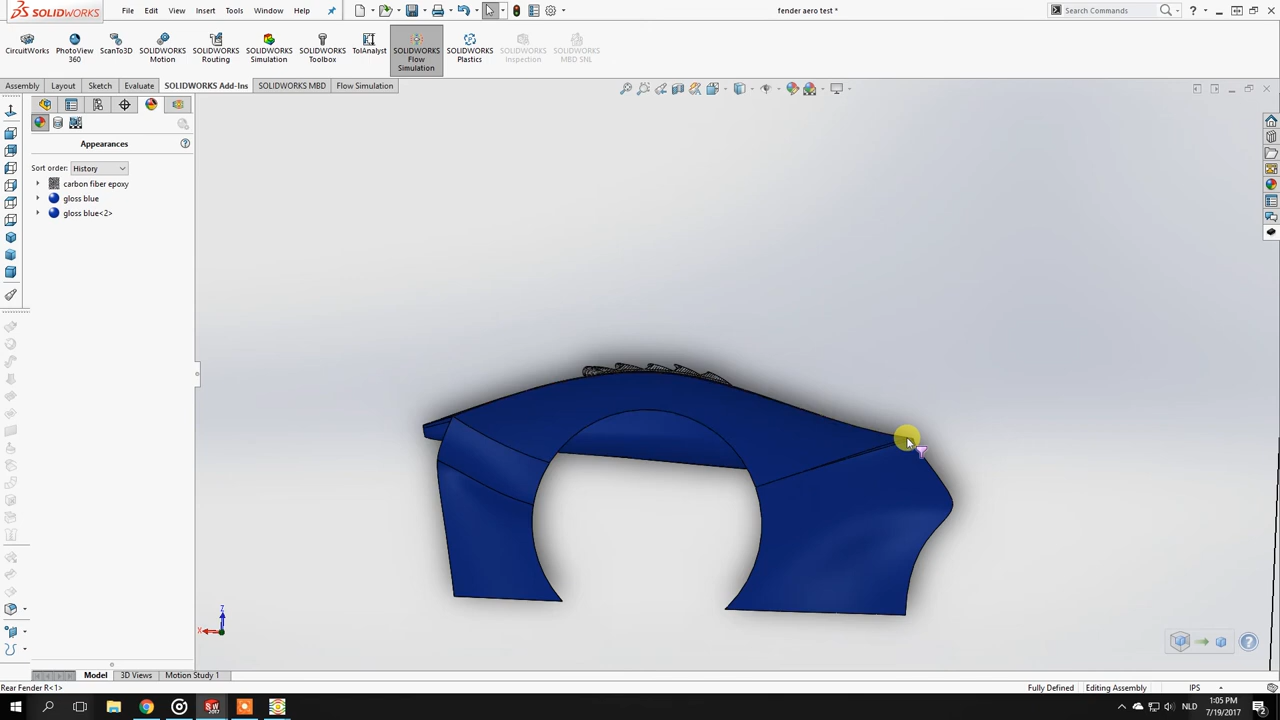 SOLIDWORKS File Edit View Insert Tools Window Help fender aero test * Search Commands
CircuitWorks PhotoView 360 ScanTo3D SOLIDWORKS Motion SOLIDWORKS Routing SOLIDWORKS Simulation SOLIDWORKS Toolbox TolAnalyst SOLIDWORKS Flow Simulation SOLIDWORKS Plastics SOLIDWORKS Inspection SOLIDWORKS MBD SNL
Assembly Layout Sketch Evaluate SOLIDWORKS Add-Ins SOLIDWORKS MBD Flow Simulation
Appearances
Sort order: History
carbon fiber epoxy
gloss blue
gloss blue<2>
Z
X
Model 3D Views Motion Study 1
Rear Fender R<1> Fully Defined Editing Assembly IPS
NLD 1:05 PM
7/19/2017